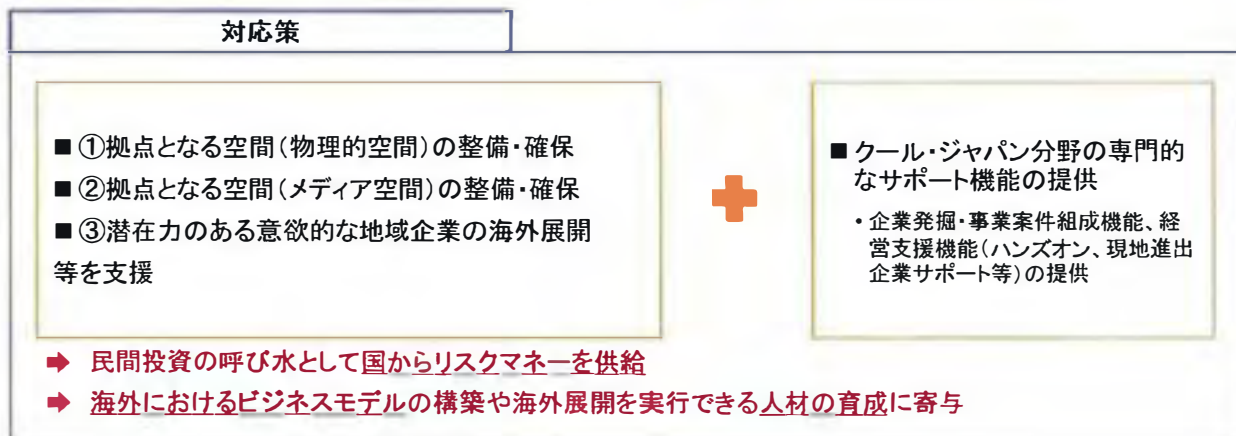 対応策
■ ①拠点となる空間(物理的空間)の整備・確保
■ ②拠点となる空間(メディア空間)の整備・確保
■ ③潜在力のある意欲的な地域企業の海外展開
等を支援
■ クール・ジャパン分野の専門的
なサポート機能の提供
・企業発掘・事業案件組成機能、経
営支援機能(ハンズオン、現地進出
企業サポート等)の提供
➡ 民間投資の呼び水として国からリスクマネーを供給
➡ 海外におけるビジネスモデルの構築や海外展開を実行できる人材の育成に寄与